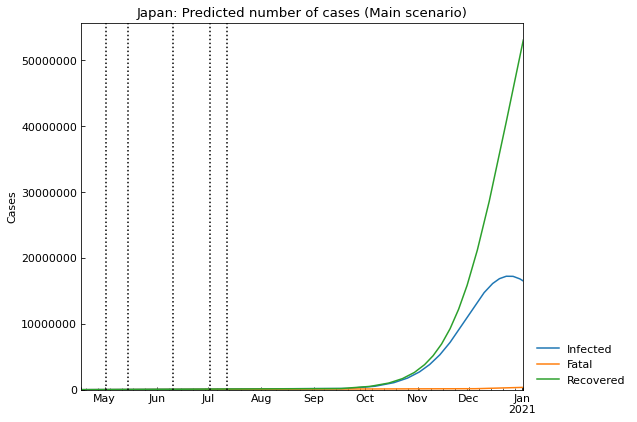 Japan: Predicted number of cases (Main scenario)
50000000
40000000
30000000
20000000
10000000
0
Cases
May Jun Jul Aug Sep Oct Nov Dec Jan
2021
Infected
Fatal
Recovered